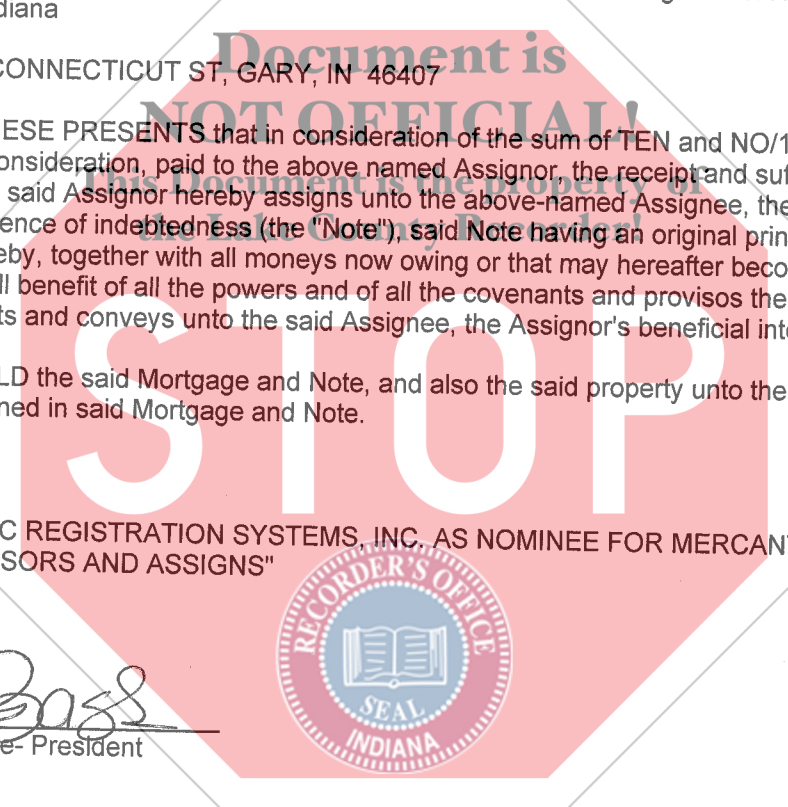 diana
Document is
CONNECTICUT ST, GARY, IN 46407
NOT OFFICIAL!
ESE PRESENTS that in consideration of the sum of TEN and NO/1
onsideration, paid to the above named Assignor, the receipt and suf
This Document is the property of
said Assignor hereby assigns unto the above-named Assignee, the
the Lake County Recorder!
ence of indebtedness (the "Note"), said Note having an original prin
eby, together with all moneys now owing or that may hereafter beco
ll benefit of all the powers and of all the covenants and provisos the
ts and conveys unto the said Assignee, the Assignor's beneficial inte
STOP
LD the said Mortgage and Note, and also the said property unto the
ned in said Mortgage and Note.
C REGISTRATION SYSTEMS, INC. AS NOMINEE FOR MERCANT
SORS AND ASSIGNS"
RECORDER'S OFFICE
SEAL
INDIANA
e- President